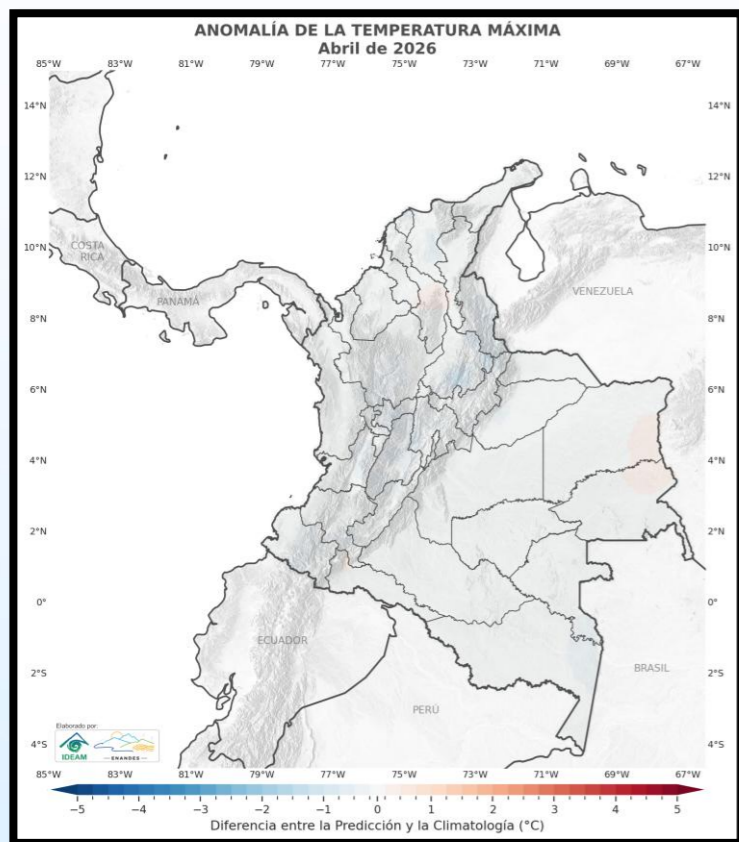 ANOMALÍA DE LA TEMPERATURA MÁXIMA
Abril de 2026
85°W 83°W 81°W 79°W 77°W 75°W 73°W 71°W 69°W 67°W
14°N 14°N
12°N 12°N
10°N 10°N
COSTA
RICA
PANAMÁ
VENEZUELA
8°N 8°N
6°N 6°N
4°N 4°N
2°N 2°N
0° 0°
ECUADOR
BRASIL
2°S 2°S
PERÚ
4°S 4°S
Elaborado por:
IDEAM
ENANDES
85°W 83°W 81°W 79°W 77°W 75°W 73°W 71°W 69°W 67°W
−5 −4 −3 −2 −1 0 1 2 3 4 5
Diferencia entre la Predicción y la Climatología (°C)